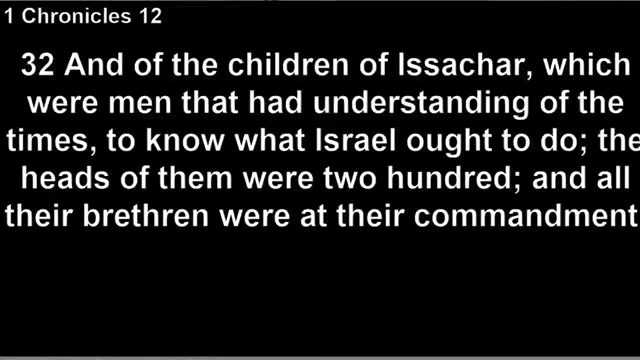 1 Chronicles 12
32 And of the children of Issachar, which
were men that had understanding of the
times, to know what Israel ought to do; the
heads of them were two hundred; and all
their brethren were at their commandment